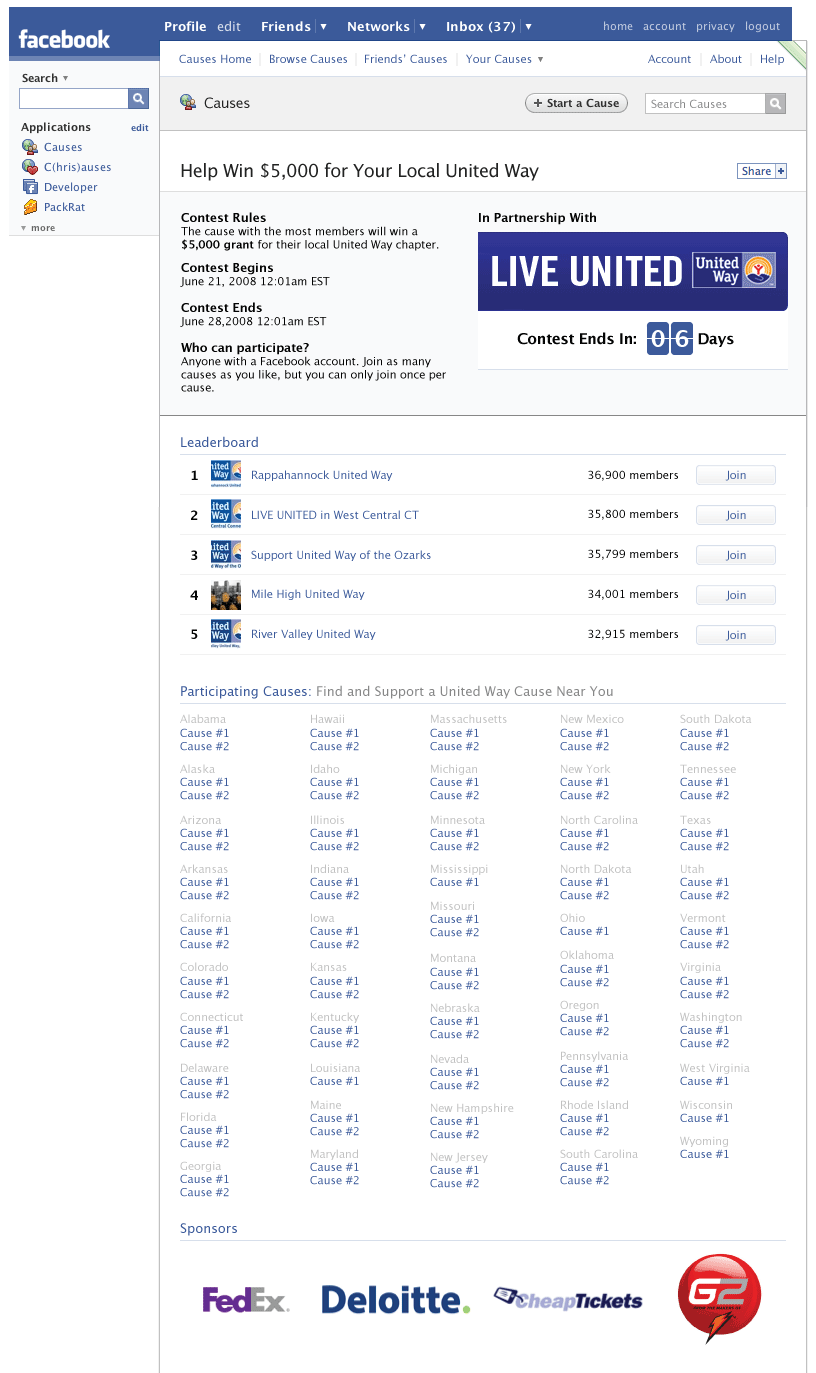 Profile edit Friends Networks Inbox (37) home account privacy logout
facebook
Causes Home Browse Causes Friends' Causes Your Causes Account About Help
Search
Causes + Start a Cause Search Causes
Applications edit
Causes
C(hris)auses
Developer
PackRat
more
Help Win $5,000 for Your Local United Way Share +
Contest Rules
The cause with the most members will win a
$5,000 grant for their local United Way chapter.
Contest Begins
June 21, 2008 12:01am EST
Contest Ends
June 28,2008 12:01am EST
Who can participate?
Anyone with a Facebook account. Join as many
causes as you like, but you can only join once per
cause.
In Partnership With
LIVE UNITED United Way
Contest Ends In: 06 Days
Leaderboard
1 Rappahannock United Way 36,900 members Join
2 LIVE UNITED in West Central CT 35,800 members Join
3 Support United Way of the Ozarks 35,799 members Join
4 Mile High United Way 34,001 members Join
5 River Valley United Way 32,915 members Join
Participating Causes: Find and Support a United Way Cause Near You
Alabama
Cause #1
Cause #2
Alaska
Cause #1
Cause #2
Arizona
Cause #1
Cause #2
Arkansas
Cause #1
Cause #2
California
Cause #1
Cause #2
Colorado
Cause #1
Cause #2
Connecticut
Cause #1
Cause #2
Delaware
Cause #1
Cause #2
Florida
Cause #1
Cause #2
Georgia
Cause #1
Cause #2
Hawaii
Cause #1
Cause #2
Idaho
Cause #1
Cause #2
Illinois
Cause #1
Cause #2
Indiana
Cause #1
Cause #2
Iowa
Cause #1
Cause #2
Kansas
Cause #1
Cause #2
Kentucky
Cause #1
Cause #2
Louisiana
Cause #1
Maine
Cause #1
Cause #2
Maryland
Cause #1
Cause #2
Massachusetts
Cause #1
Cause #2
Michigan
Cause #1
Cause #2
Minnesota
Cause #1
Cause #2
Mississippi
Cause #1
Missouri
Cause #1
Cause #2
Montana
Cause #1
Cause #2
Nebraska
Cause #1
Cause #2
Nevada
Cause #1
Cause #2
New Hampshire
Cause #1
Cause #2
New Jersey
Cause #1
Cause #2
New Mexico
Cause #1
Cause #2
New York
Cause #1
Cause #2
North Carolina
Cause #1
Cause #2
North Dakota
Cause #1
Cause #2
Ohio
Cause #1
Oklahoma
Cause #1
Cause #2
Oregon
Cause #1
Cause #2
Pennsylvania
Cause #1
Cause #2
Rhode Island
Cause #1
Cause #2
South Carolina
Cause #1
Cause #2
South Dakota
Cause #1
Cause #2
Tennessee
Cause #1
Cause #2
Texas
Cause #1
Cause #2
Utah
Cause #1
Cause #2
Vermont
Cause #1
Cause #2
Virginia
Cause #1
Cause #2
Washington
Cause #1
Cause #2
West Virginia
Cause #1
Wisconsin
Cause #1
Wyoming
Cause #1
Sponsors
FedEx Deloitte. CheapTickets G2